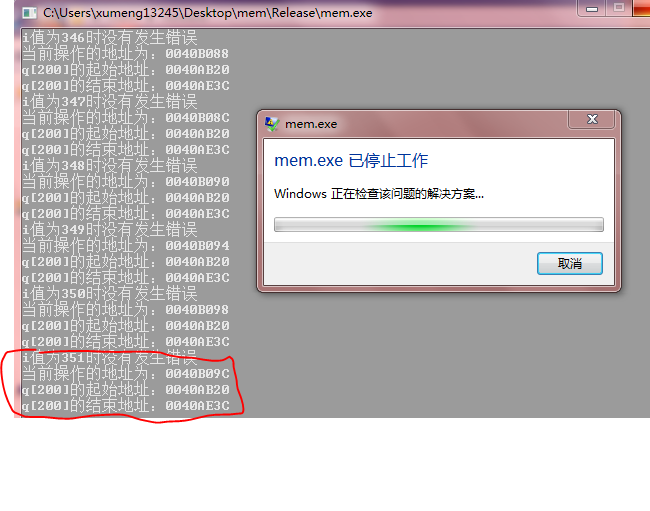 C:\Users\xumeng13245\Desktop\mem\Release\mem.exe
i值为346时没有发生错误
当前操作的地址为：0040B088
q[200]的起始地址：0040AB20
q[200]的结束地址：0040AE3C
i值为347时没有发生错误
当前操作的地址为：0040B08C
q[200]的起始地址：0040AB20
q[200]的结束地址：0040AE3C
i值为348时没有发生错误
当前操作的地址为：0040B090
q[200]的起始地址：0040AB20
q[200]的结束地址：0040AE3C
i值为349时没有发生错误
当前操作的地址为：0040B094
q[200]的起始地址：0040AB20
q[200]的结束地址：0040AE3C
i值为350时没有发生错误
当前操作的地址为：0040B098
q[200]的起始地址：0040AB20
q[200]的结束地址：0040AE3C
i值为351时没有发生错误
当前操作的地址为：0040B09C
q[200]的起始地址：0040AB20
q[200]的结束地址：0040AE3C
mem.exe
mem.exe 已停止工作
Windows 正在检查该问题的解决方案...
取消